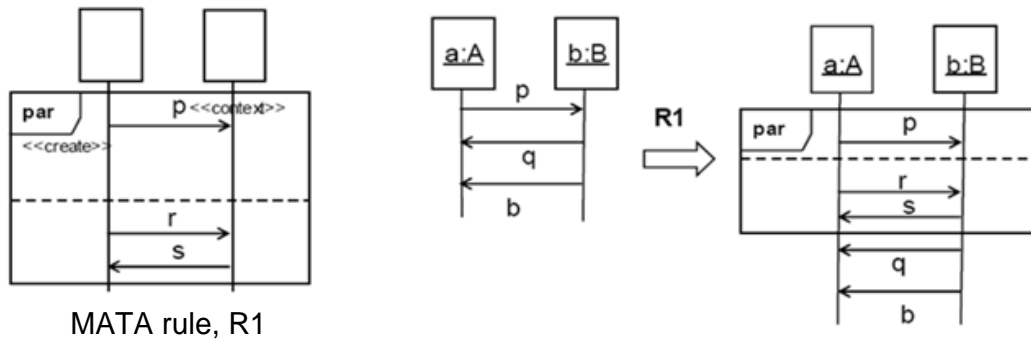 par
p <<context>>
<<create>>
r
s
MATA rule, R1
a:A
b:B
p
q
b
R1
a:A
b:B
par
p
r
s
q
b